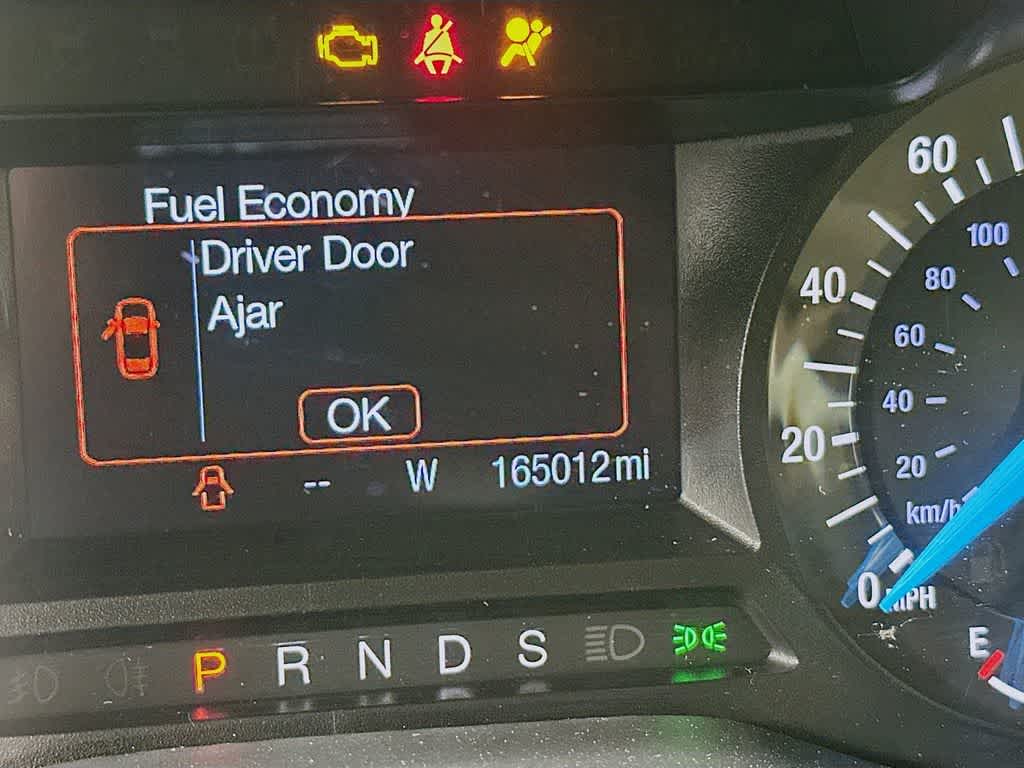 Fuel Economy
Driver Door
Ajar
OK
-- W 165012 mi
P R N D S
60
40
20
0 MPH
100
80
60
40
20
km/h
E